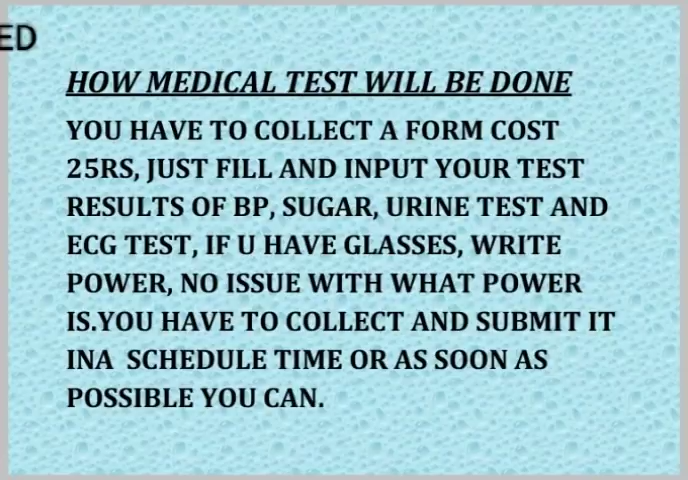 ED
HOW MEDICAL TEST WILL BE DONE
YOU HAVE TO COLLECT A FORM COST
25RS, JUST FILL AND INPUT YOUR TEST
RESULTS OF BP, SUGAR, URINE TEST AND
ECG TEST, IF U HAVE GLASSES, WRITE
POWER, NO ISSUE WITH WHAT POWER
IS.YOU HAVE TO COLLECT AND SUBMIT IT
INA  SCHEDULE TIME OR AS SOON AS
POSSIBLE YOU CAN.